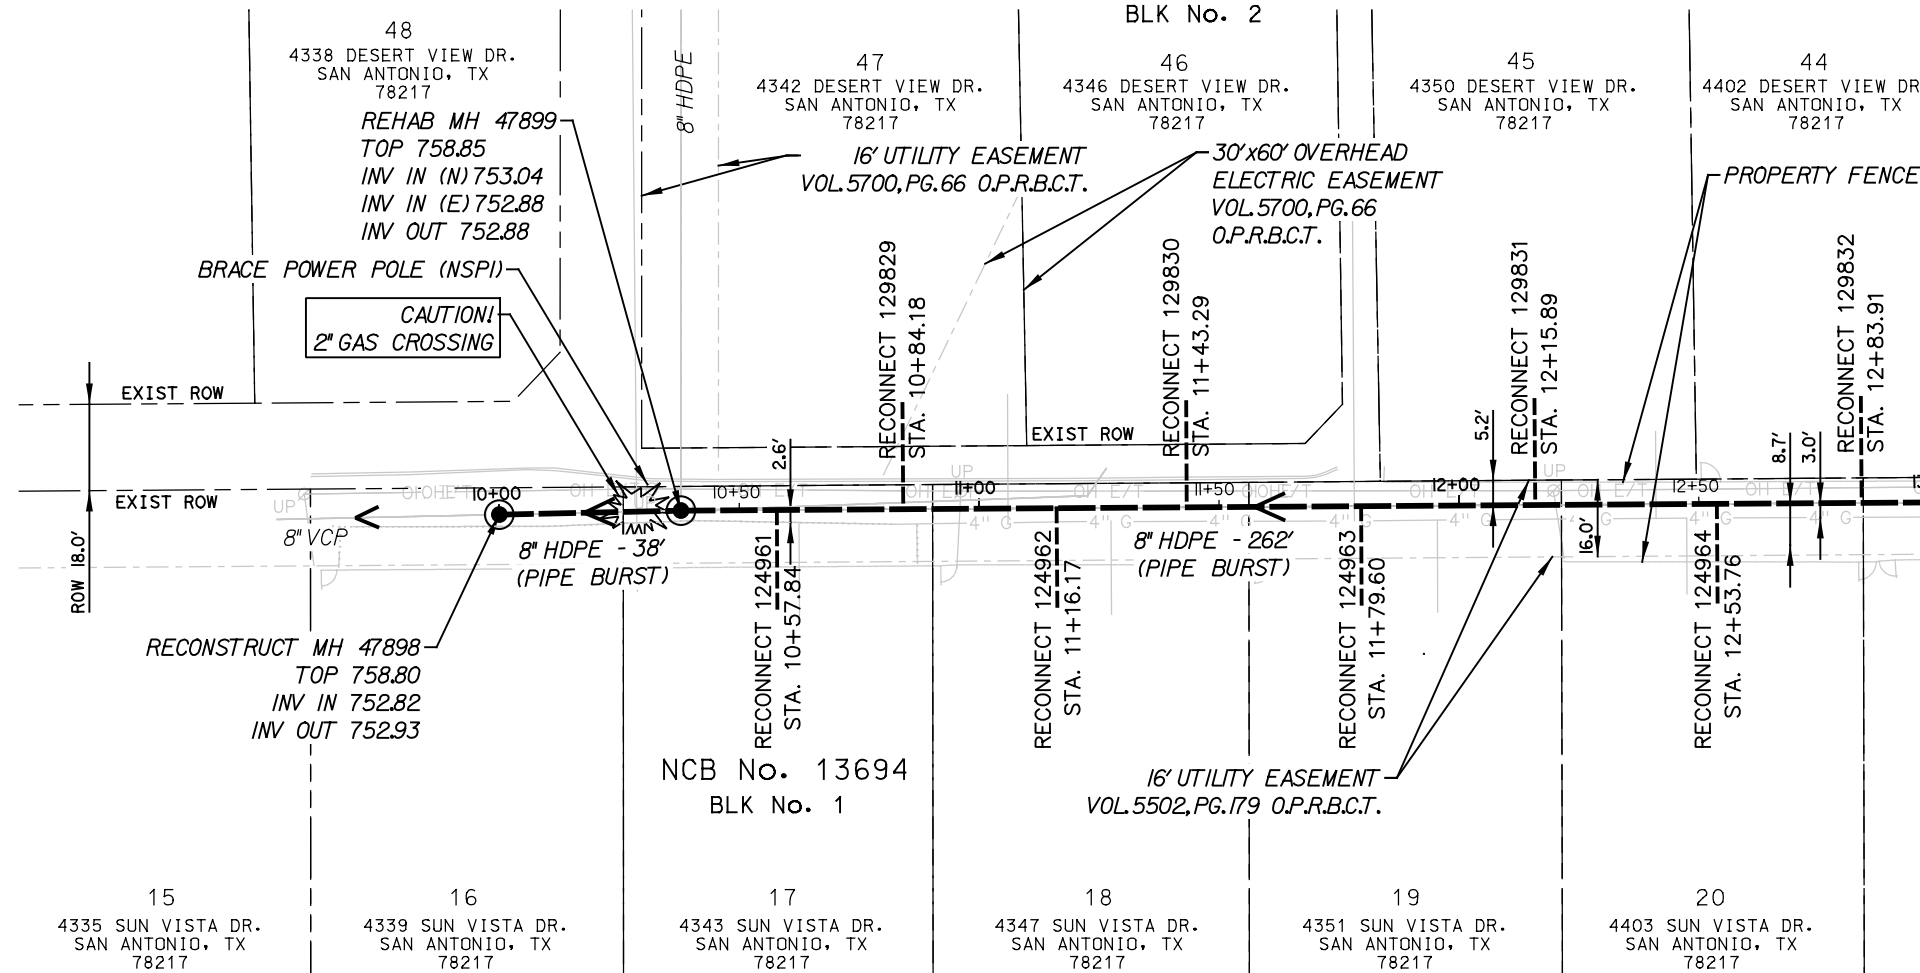 BLK No. 2
48
4338 DESERT VIEW DR.
SAN ANTONIO, TX
78217
47
4342 DESERT VIEW DR.
SAN ANTONIO, TX
78217
46
4346 DESERT VIEW DR.
SAN ANTONIO, TX
78217
45
4350 DESERT VIEW DR.
SAN ANTONIO, TX
78217
44
4402 DESERT VIEW DR
SAN ANTONIO, TX
78217
8" HDPE
REHAB MH 47899
TOP 758.85
INV IN (N) 753.04
INV IN (E) 752.88
INV OUT 752.88
16' UTILITY EASEMENT
VOL.5700,PG.66 O.P.R.B.C.T.
30'x60' OVERHEAD
ELECTRIC EASEMENT
VOL.5700,PG.66
O.P.R.B.C.T.
PROPERTY FENCE
BRACE POWER POLE (NSPI)
CAUTION!
2" GAS CROSSING
RECONNECT 129829
STA. 10+84.18
RECONNECT 129830
STA. 11+43.29
RECONNECT 129831
STA. 12+15.89
RECONNECT 129832
STA. 12+83.91
EXIST ROW
EXIST ROW
EXIST ROW
ROW 18.0'
2.6'
5.2'
16.0'
8.7'
3.0'
UP
UP
UP
10+00
10+50
11+00
11+50
12+00
12+50
OH E/T
OH E/T
OH E/T
OH E/T
4" G
4" G
4" G
4" G
4" G
4" G
4" G
8" VCP
8" HDPE - 38'
(PIPE BURST)
8" HDPE - 262'
(PIPE BURST)
RECONNECT 124961
STA. 10+57.84
RECONNECT 124962
STA. 11+16.17
RECONNECT 124963
STA. 11+79.60
RECONNECT 124964
STA. 12+53.76
RECONSTRUCT MH 47898
TOP 758.80
INV IN 752.82
INV OUT 752.93
NCB No. 13694
BLK No. 1
16' UTILITY EASEMENT
VOL.5502,PG.179 O.P.R.B.C.T.
15
4335 SUN VISTA DR.
SAN ANTONIO, TX
78217
16
4339 SUN VISTA DR.
SAN ANTONIO, TX
78217
17
4343 SUN VISTA DR.
SAN ANTONIO, TX
78217
18
4347 SUN VISTA DR.
SAN ANTONIO, TX
78217
19
4351 SUN VISTA DR.
SAN ANTONIO, TX
78217
20
4403 SUN VISTA DR.
SAN ANTONIO, TX
78217